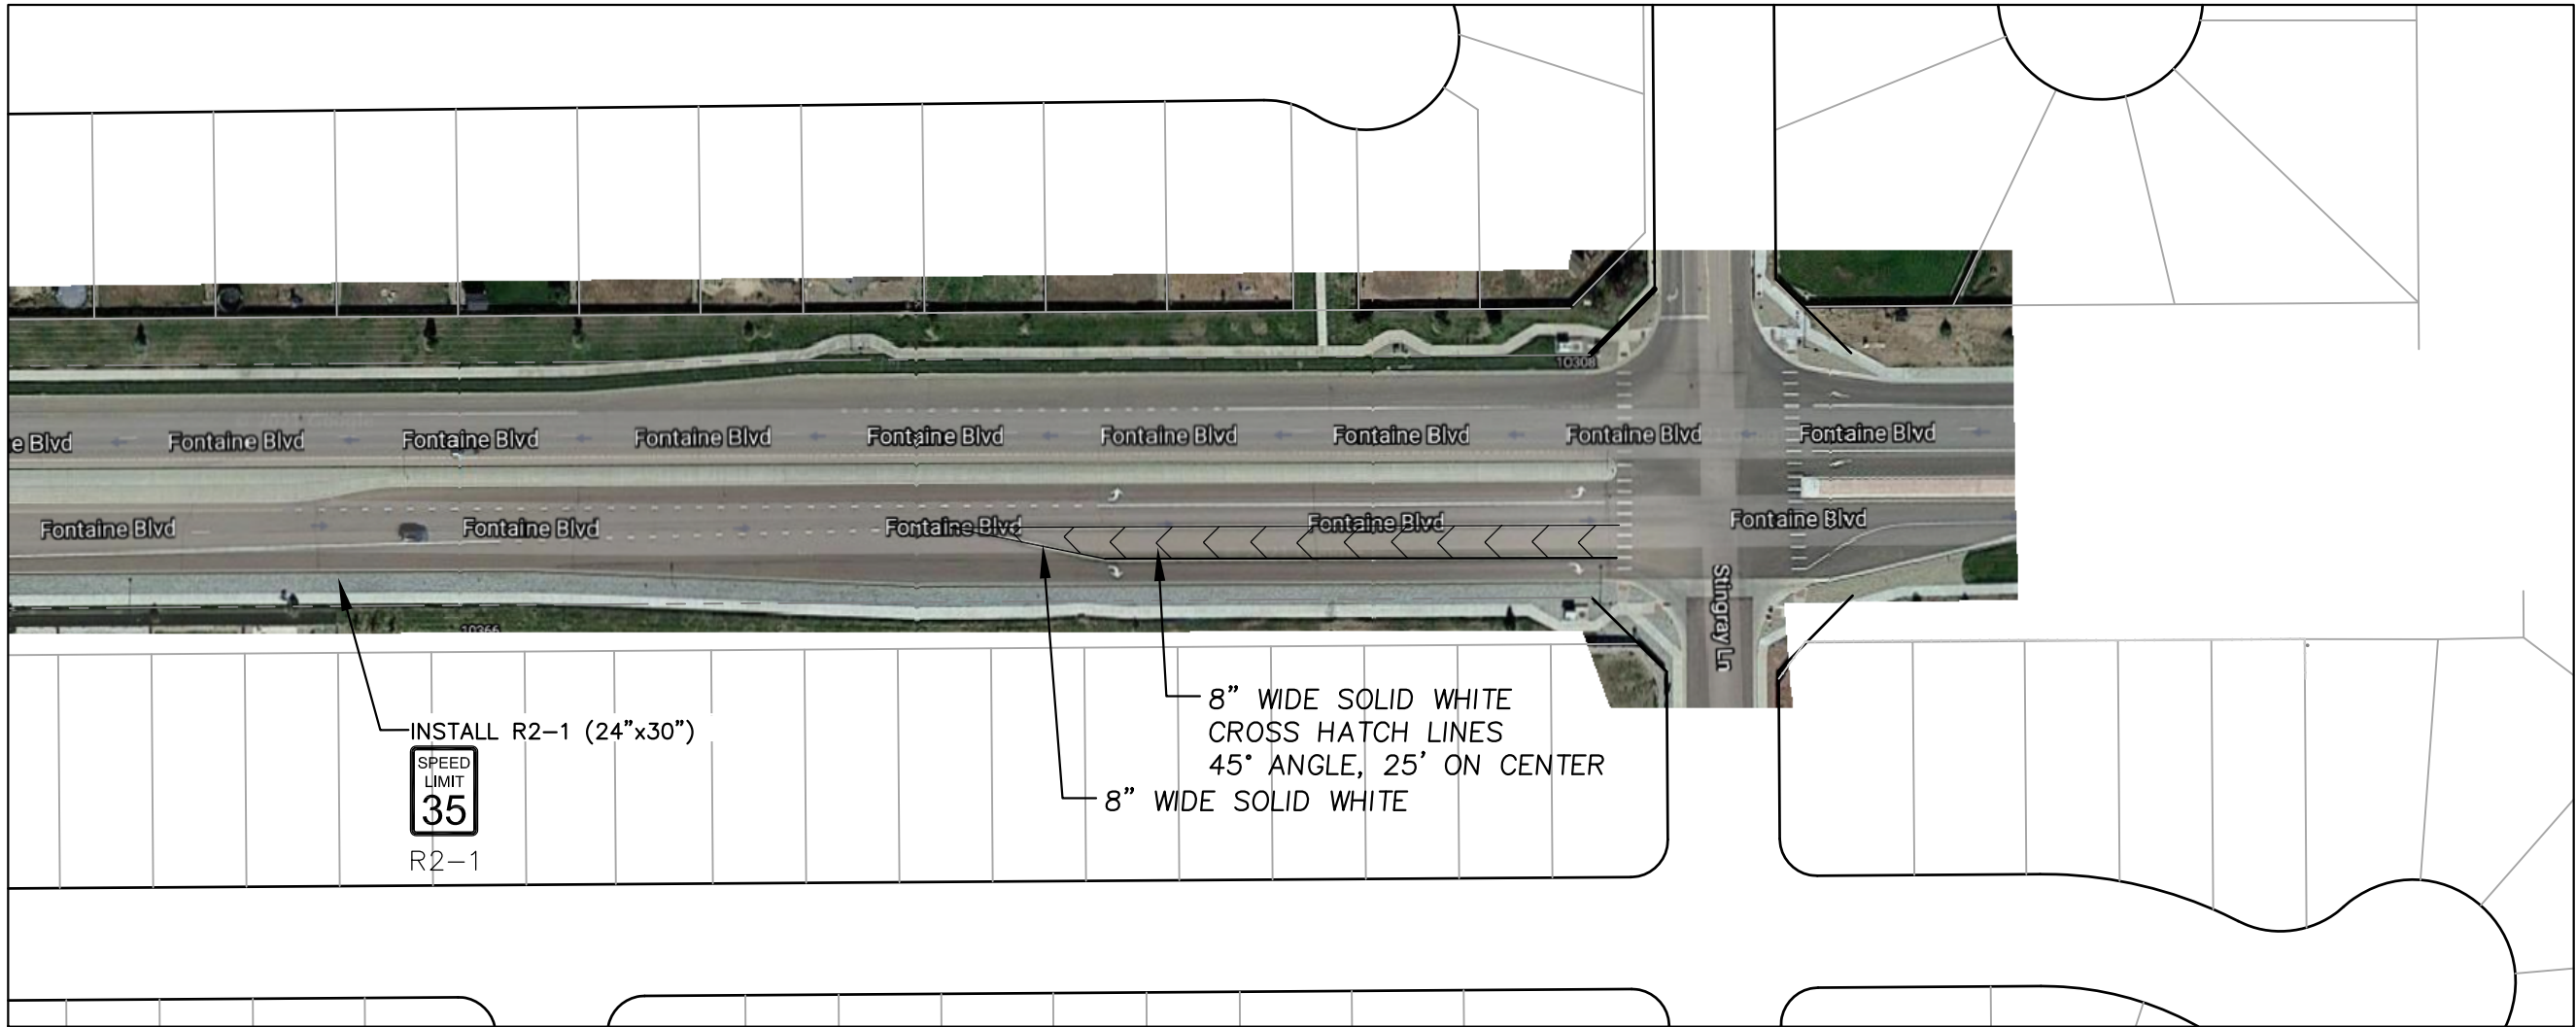 10308
e Blvd
Fontaine Blvd
Fontaine Blvd
Fontaine Blvd
Fontaine Blvd
Fontaine Blvd
Fontaine Blvd
Fontaine Blvd
Fontaine Blvd
Fontaine Blvd
Fontaine Blvd
Fontaine Blvd
Fontaine Blvd
Fontaine Blvd
Stingray Ln
10366
8" WIDE SOLID WHITE
CROSS HATCH LINES
45° ANGLE, 25' ON CENTER
8" WIDE SOLID WHITE
INSTALL R2-1 (24"x30")
SPEED
LIMIT
35
R2-1